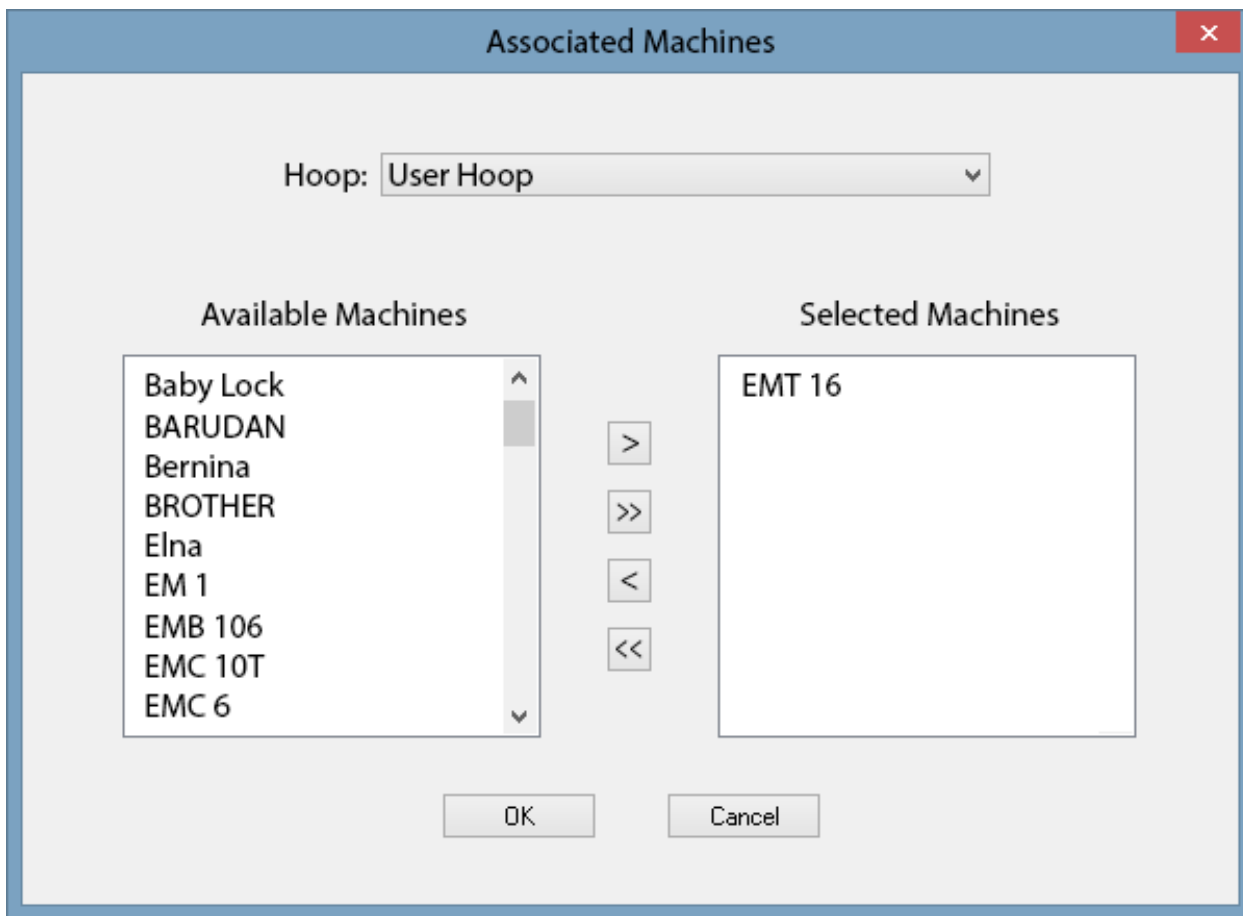 Associated Machines
Hoop: User Hoop
Available Machines
Selected Machines
Baby Lock
BARUDAN
Bernina
BROTHER
Elna
EM 1
EMB 106
EMC 10T
EMC 6
>
>>
<
<<
EMT 16
OK
Cancel